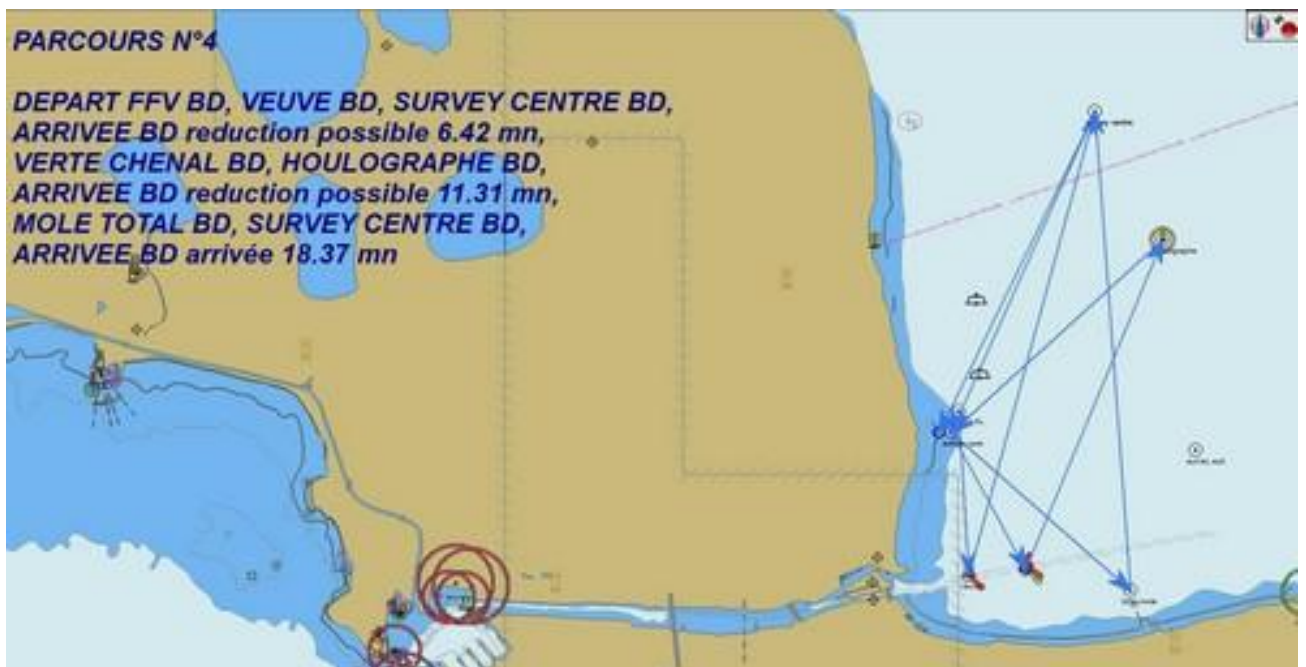 PARCOURS N°4
DEPART FFV BD, VEUVE BD, SURVEY CENTRE BD,
ARRIVEE BD reduction possible 6.42 mn,
VERTE CHENAL BD, HOULOGRAPHE BD,
ARRIVEE BD reduction possible 11.31 mn,
MOLE TOTAL BD, SURVEY CENTRE BD,
ARRIVEE BD arrivée 18.37 mn